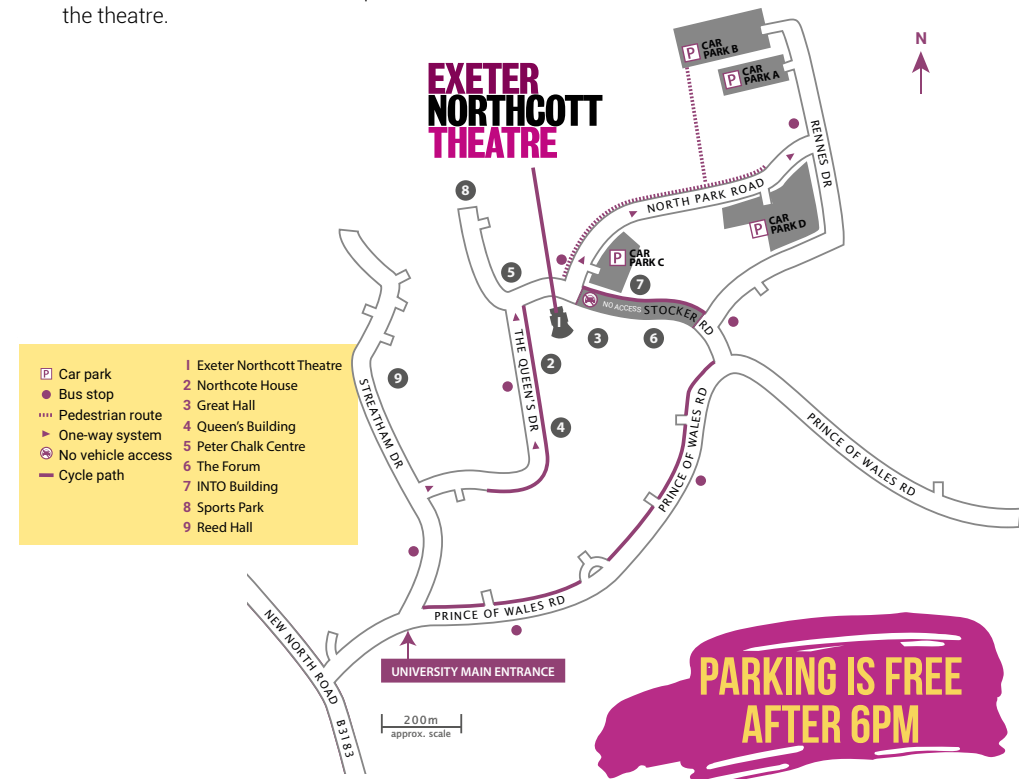 the theatre.
EXETER
NORTHCOTT
THEATRE
N
P CAR
PARK B
P CAR
PARK A
RENNES DR
8
NORTH PARK ROAD
P CAR
PARK D
P CAR
PARK C
5
7
NO ACCESS STOCKER RD
1
3
6
2
THE QUEEN'S DR
4
9
STREATHAM DR
PRINCE OF WALES RD
PRINCE OF WALES RD
PRINCE OF WALES RD
P Car park
Bus stop
Pedestrian route
One-way system
No vehicle access
Cycle path
1 Exeter Northcott Theatre
2 Northcote House
3 Great Hall
4 Queen's Building
5 Peter Chalk Centre
6 The Forum
7 INTO Building
8 Sports Park
9 Reed Hall
NEW NORTH ROAD B3183
UNIVERSITY MAIN ENTRANCE
200m
approx. scale
PARKING IS FREE
AFTER 6PM